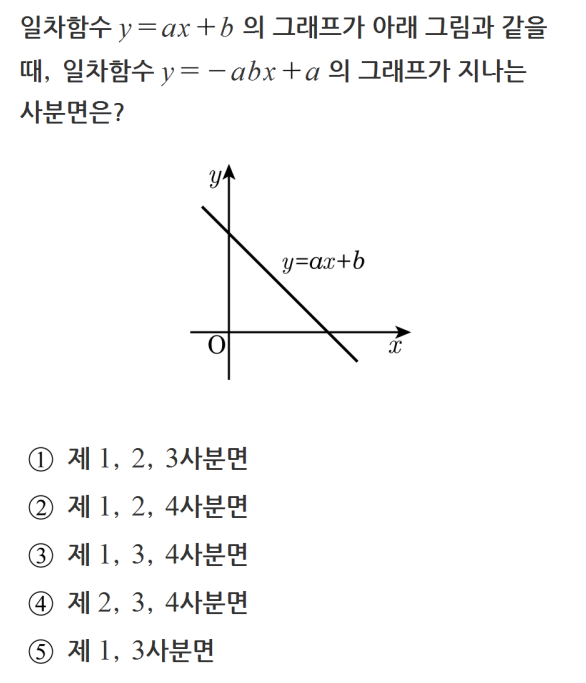 일차함수 y=ax+b 의 그래프가 아래 그림과 같을
때, 일차함수 y=-abx+a 의 그래프가 지나는
사분면은?
y
y=ax+b
O
x
① 제 1, 2, 3사분면
② 제 1, 2, 4사분면
③ 제 1, 3, 4사분면
④ 제 2, 3, 4사분면
⑤ 제 1, 3사분면